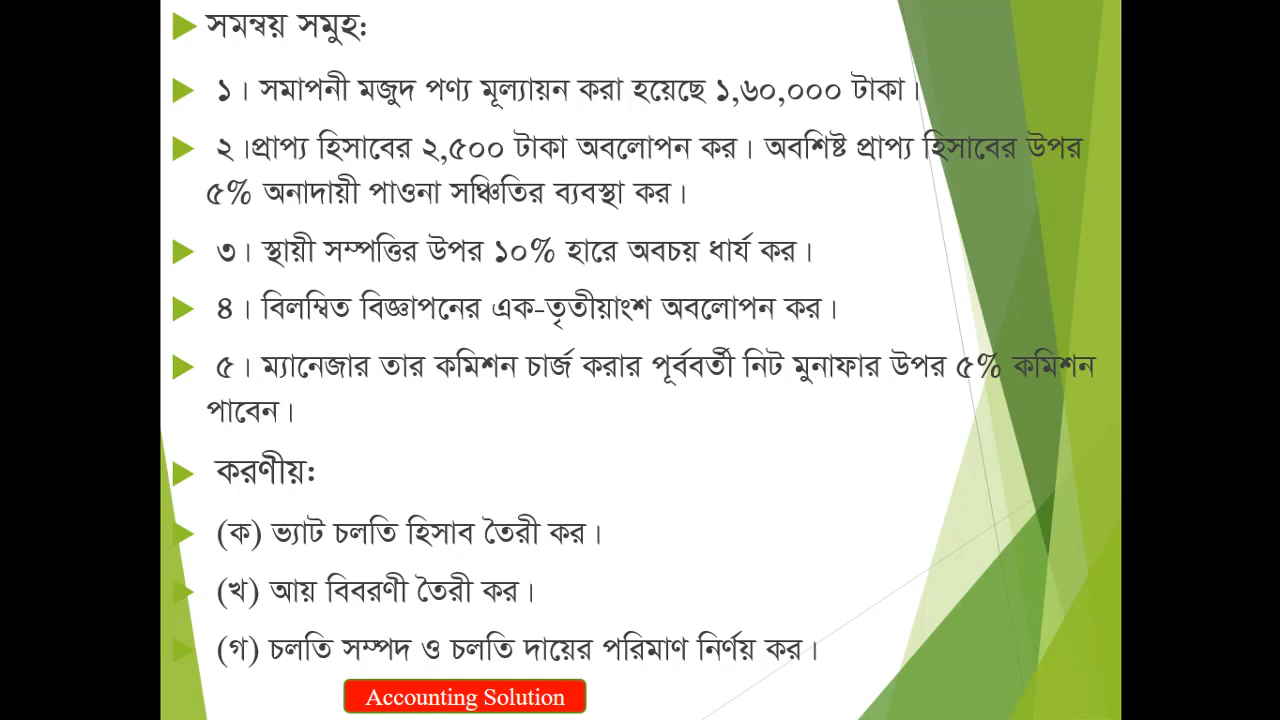 সমন্বয় সমুহ:
১। সমাপনী মজুদ পণ্য মূল্যায়ন করা হয়েছে ১,৬০,০০০ টাকা।
২।প্রাপ্য হিসাবের ২,৫০০ টাকা অবলোপন কর। অবশিষ্ট প্রাপ্য হিসাবের উপর
৫% অনাদায়ী পাওনা সঞ্চিতির ব্যবস্থা কর।
৩। স্থায়ী সম্পত্তির উপর ১০% হারে অবচয় ধার্য কর।
৪। বিলম্বিত বিজ্ঞাপনের এক-তৃতীয়াংশ অবলোপন কর।
৫। ম্যানেজার তার কমিশন চার্জ করার পূর্ববর্তী নিট মুনাফার উপর ৫% কমিশন
পাবেন।
করণীয়:
(ক) ভ্যাট চলতি হিসাব তৈরী কর।
(খ) আয় বিবরণী তৈরী কর।
(গ) চলতি সম্পদ ও চলতি দায়ের পরিমাণ নির্ণয় কর।
Accounting Solution